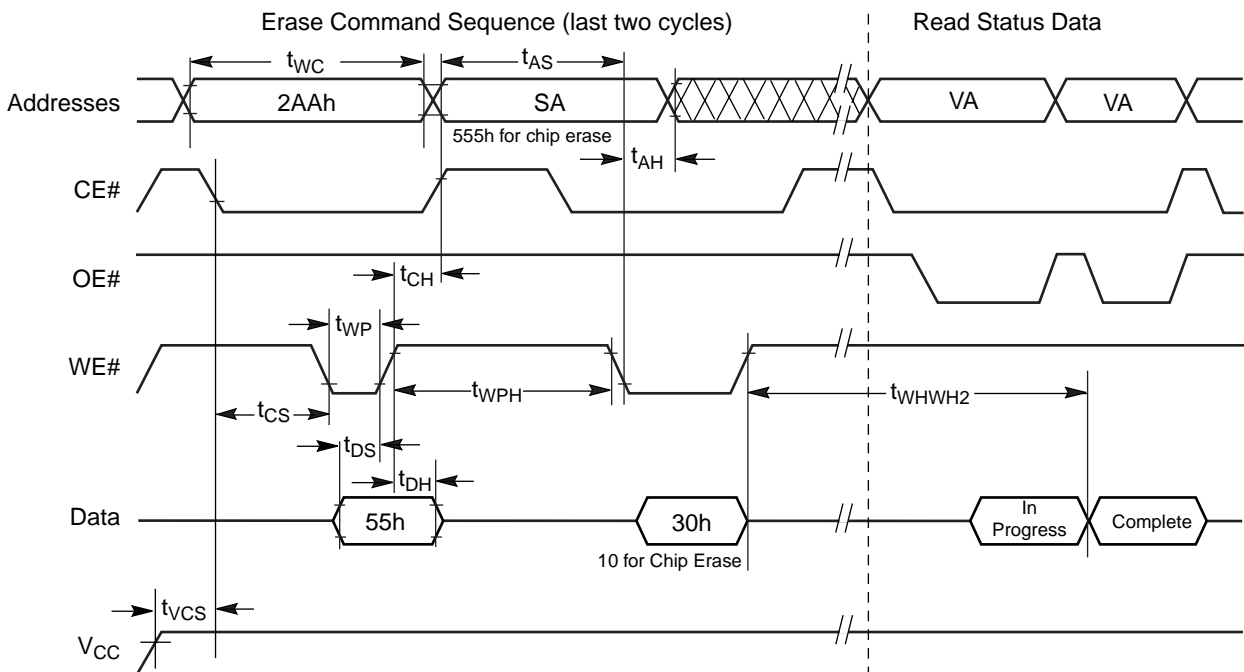 Erase Command Sequence (last two cycles)
Read Status Data
tWC
tAS
Addresses
2AAh
SA
VA
VA
555h for chip erase
tAH
CE#
OE#
tCH
tWP
WE#
tWPH
tWHWH2
tCS
tDS
tDH
Data
55h
30h
In
Progress
Complete
10 for Chip Erase
tVCS
VCC